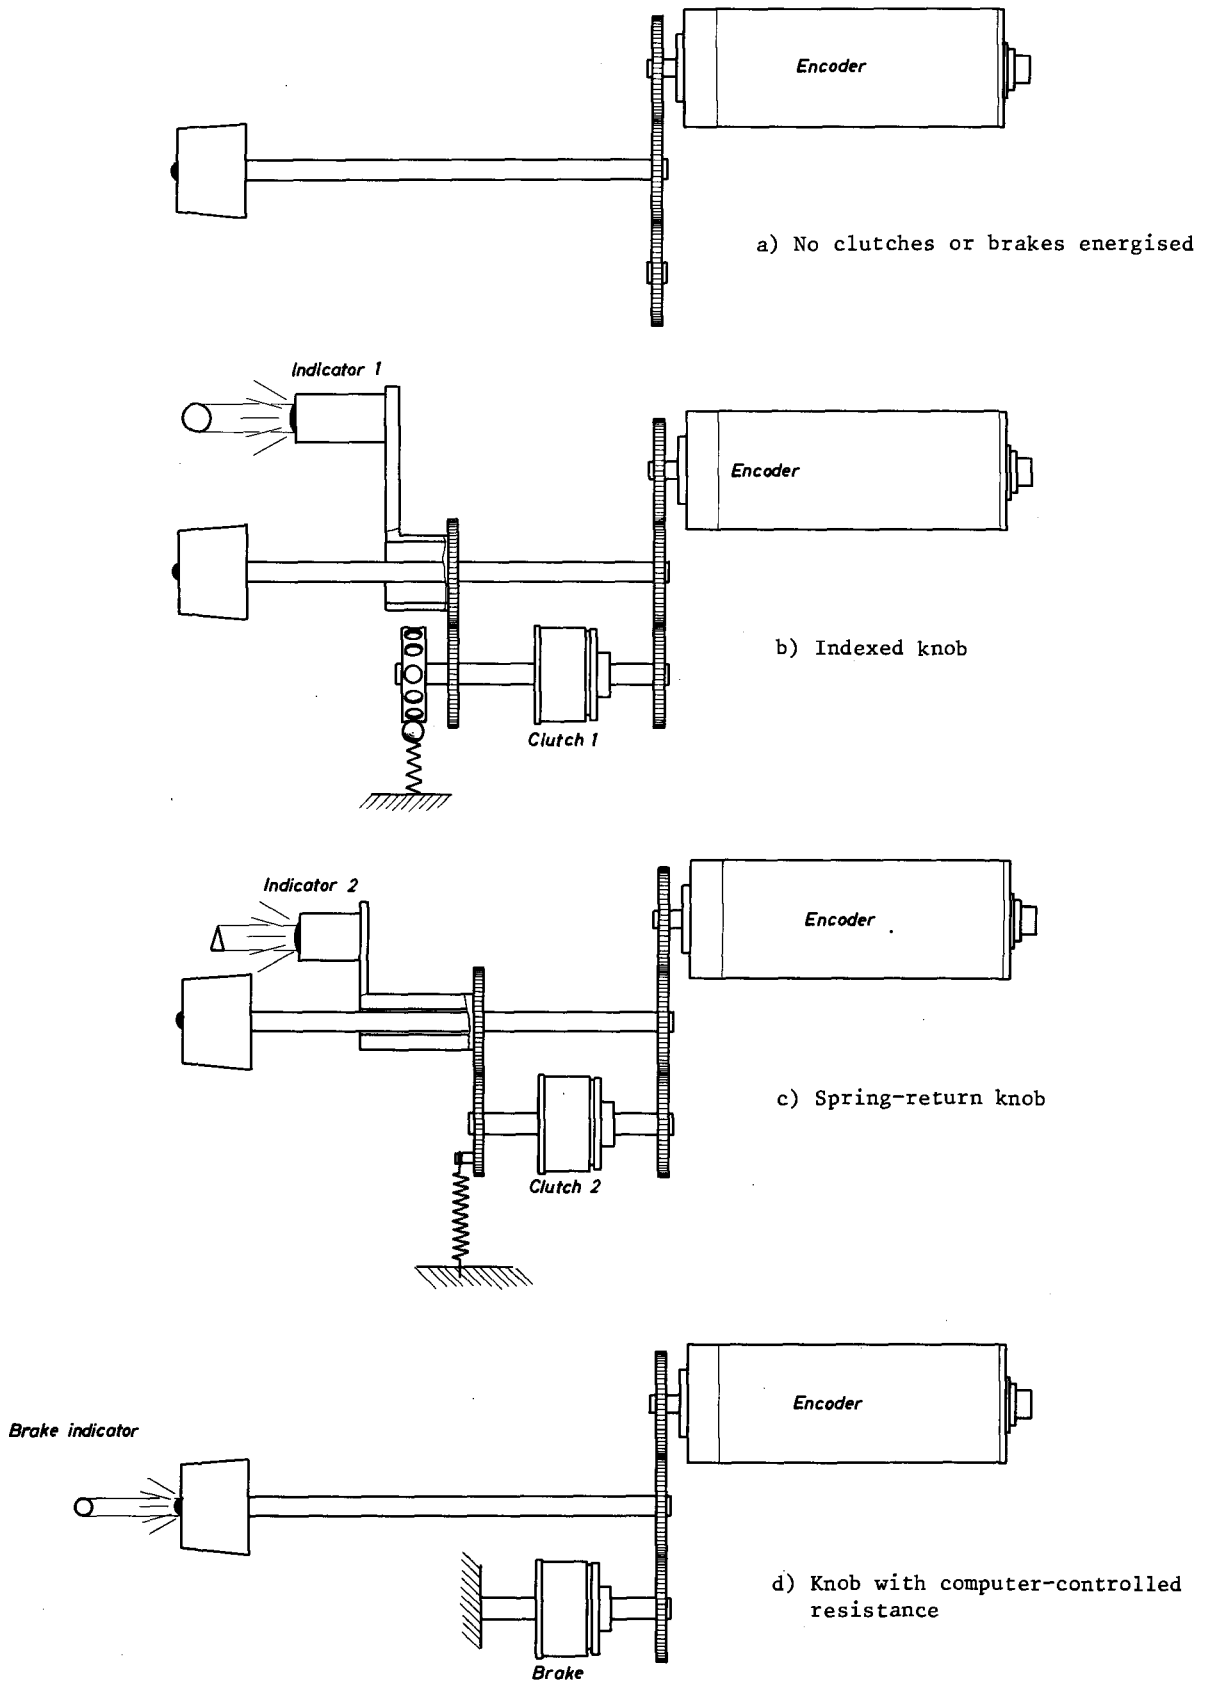 Encoder
a) No clutches or brakes energised
Indicator 1
Encoder
b) Indexed knob
Clutch 1
Indicator 2
Encoder
c) Spring-return knob
Clutch 2
Encoder
Brake indicator
d) Knob with computer-controlled
resistance
Brake